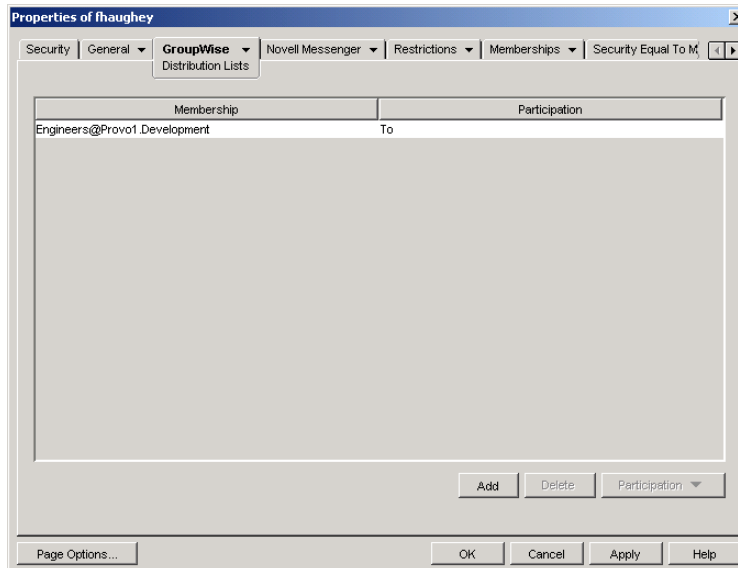 Properties of fhaughey
Security | General | GroupWise | Novell Messenger | Restrictions | Memberships | Security Equal To M
Distribution Lists
Membership Participation
Engineers@Provo1.Development To
Add Delete Participation
Page Options... OK Cancel Apply Help